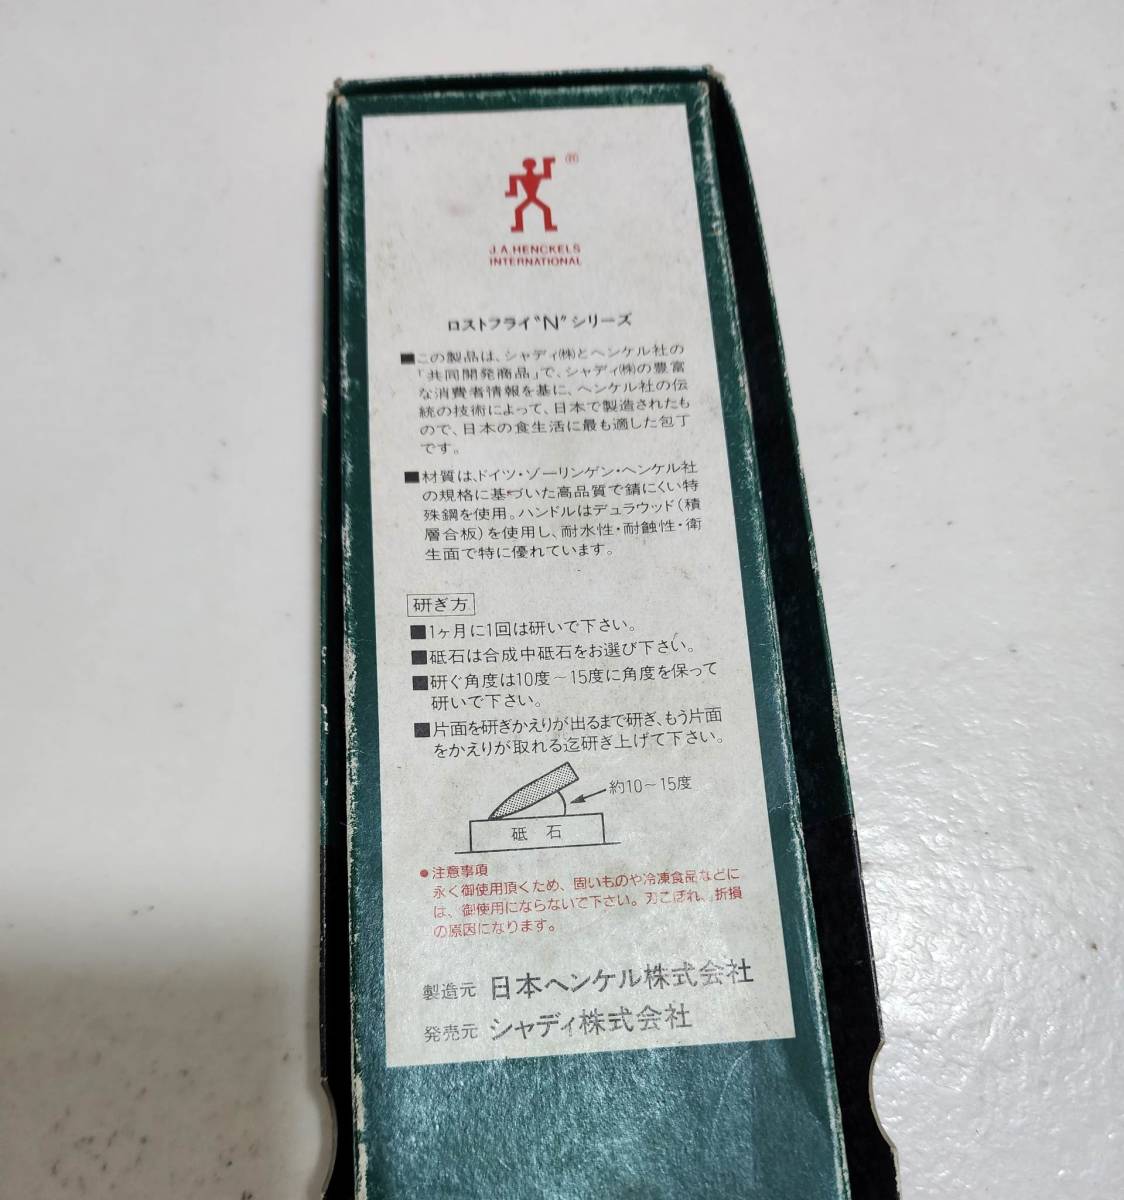 ®
J.A.HENCKELS
INTERNATIONAL
ロストフライ“N”シリーズ
■この製品は、シャディ㈱とヘンケル社の
「共同開発商品」で、シャディ㈱の豊富
な消費者情報を基に、ヘンケル社の伝
統の技術によって、日本で製造されたも
ので、日本の食生活に最も適した包丁
です。
■材質は、ドイツ・ゾーリンゲン・ヘンケル社
の規格に基づいた高品質で錆にくい特
殊鋼を使用。ハンドルはデュラウッド(積
層合板)を使用し、耐水性・耐蝕性・衛
生面で特に優れています。
研ぎ方
■1ヶ月に1回は研いで下さい。
■砥石は合成中砥石をお選び下さい。
■研ぐ角度は10度～15度に角度を保って
研いで下さい。
■片面を研ぎかえりが出るまで研ぎ、もう片面
をかえりが取れる迄研ぎ上げて下さい。
約10～15度
砥石
●注意事項
永く御使用頂くため、固いものや冷凍食品などに
は、御使用にならないで下さい。刃こぼれ、折損
の原因になります。
製造元 日本ヘンケル株式会社
発売元 シャディ株式会社